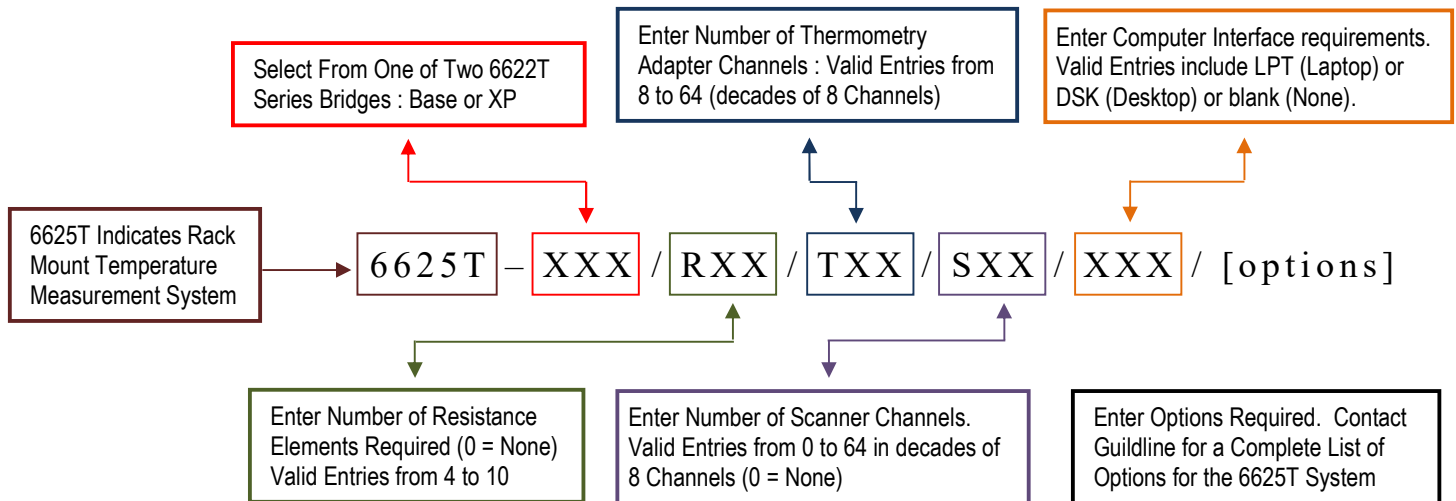 Select From One of Two 6622T
Series Bridges : Base or XP
Enter Number of Thermometry
Adapter Channels : Valid Entries from
8 to 64 (decades of 8 Channels)
Enter Computer Interface requirements.
Valid Entries include LPT (Laptop) or
DSK (Desktop) or blank (None).
6625T Indicates Rack
Mount Temperature
Measurement System
6625T – XXX / RXX / TXX / SXX / XXX / [options]
Enter Number of Resistance
Elements Required (0 = None)
Valid Entries from 4 to 10
Enter Number of Scanner Channels.
Valid Entries from 0 to 64 in decades of
8 Channels (0 = None)
Enter Options Required. Contact
Guildline for a Complete List of
Options for the 6625T System